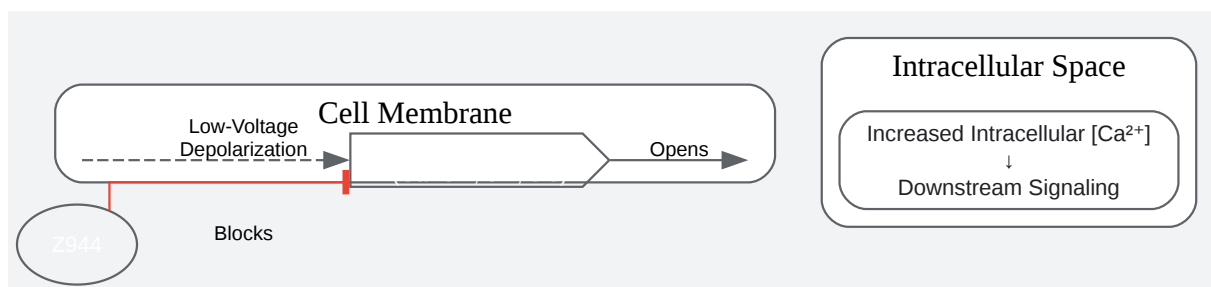 Cell Membrane
Low-Voltage
Depolarization
Opens
Z944
Blocks
Intracellular Space
Increased Intracellular [Ca²⁺]
↓
Downstream Signaling